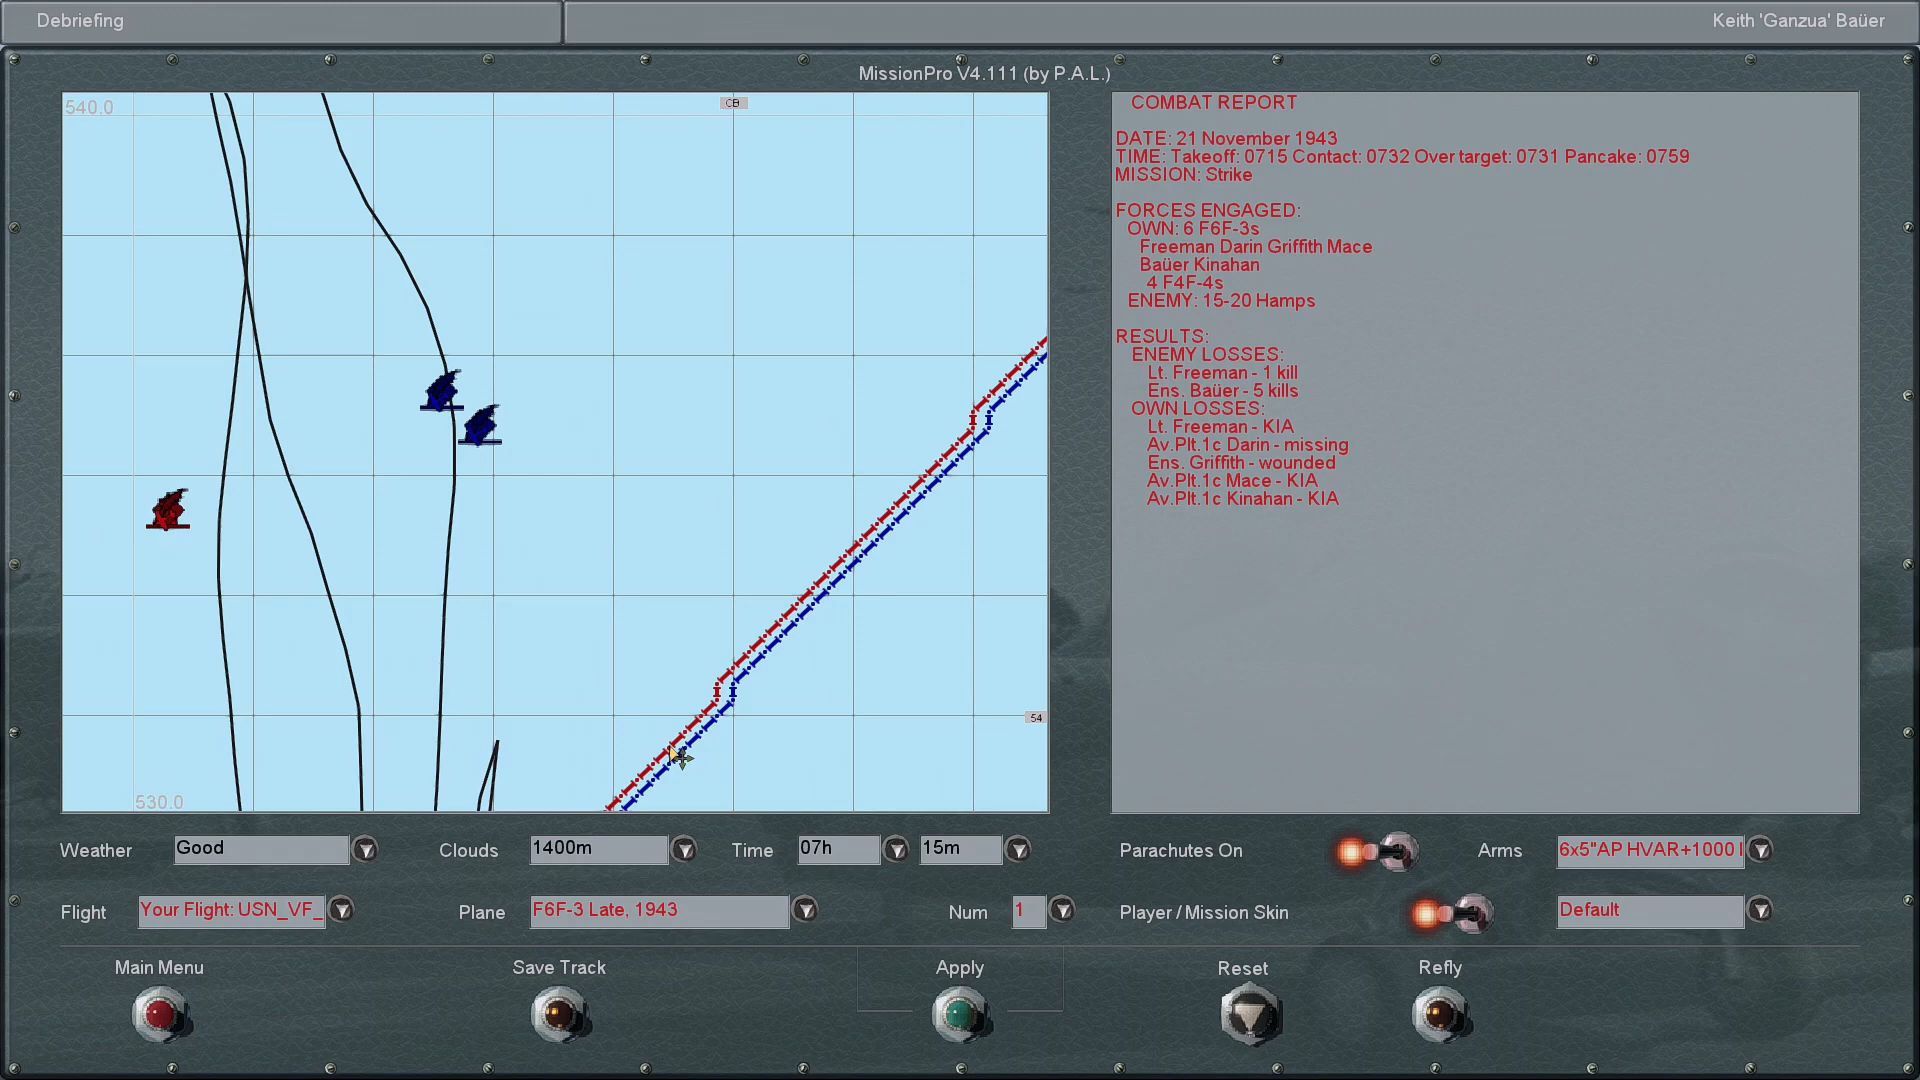 Debriefing
Keith 'Ganzua' Baüer
MissionPro V4.111 (by P.A.L.)
540.0
CB
54
530.0
COMBAT REPORT
DATE: 21 November 1943
TIME: Takeoff: 0715 Contact: 0732 Over target: 0731 Pancake: 0759
MISSION: Strike
FORCES ENGAGED:
OWN: 6 F6F-3s
Freeman Darin Griffith Mace
Baüer Kinahan
4 F4F-4s
ENEMY: 15-20 Hamps
RESULTS:
ENEMY LOSSES:
Lt. Freeman - 1 kill
Ens. Baüer - 5 kills
OWN LOSSES:
Lt. Freeman - KIA
Av.Plt.1c Darin - missing
Ens. Griffith - wounded
Av.Plt.1c Mace - KIA
Av.Plt.1c Kinahan - KIA
Weather Good Clouds 1400m Time 07h 15m Parachutes On Arms 6x5"AP HVAR+1000 l
Flight Your Flight: USN_VF_ Plane F6F-3 Late, 1943 Num 1 Player / Mission Skin Default
Main Menu Save Track Apply Reset Refly